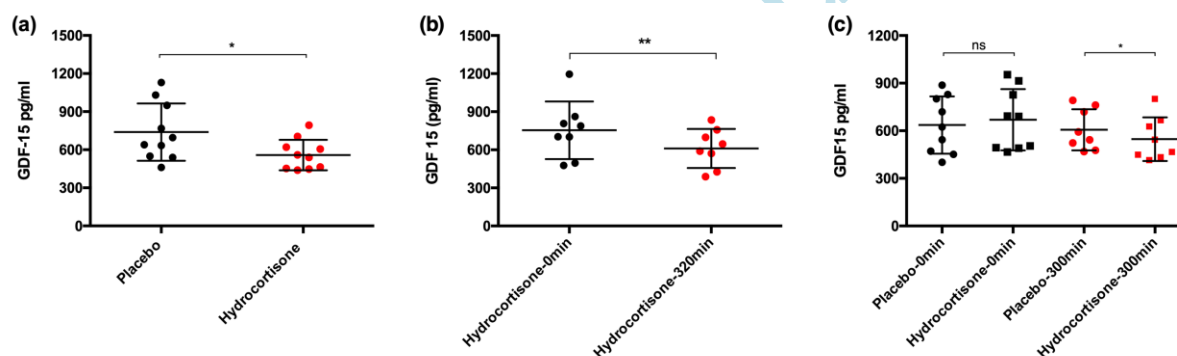 (a)
GDF-15 pg/ml
1500
1200
900
600
300
0
*
Placebo
Hydrocortisone
(b)
GDF 15 (pg/ml)
1500
1200
900
600
300
0
**
Hydrocortisone-0min
Hydrocortisone-320min
(c)
GDF15 pg/ml
1200
900
600
300
0
ns
*
Placebo-0min
Hydrocortisone-0min
Placebo-300min
Hydrocortisone-300min